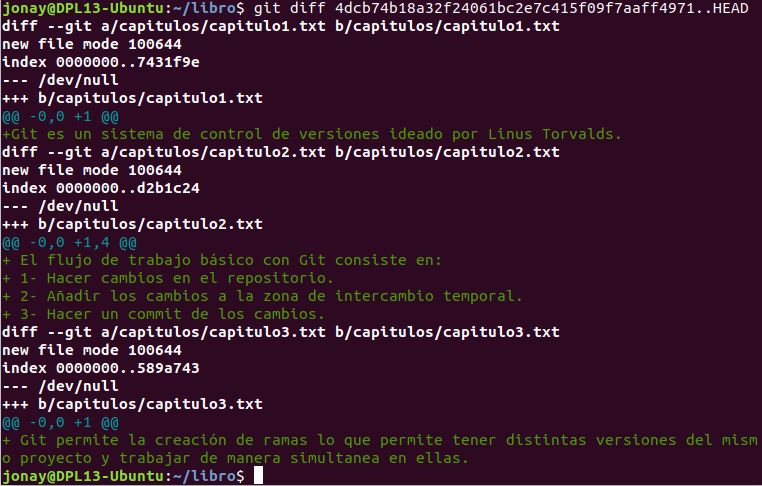 jonay@DPL13-Ubuntu:~/libro$ git diff 4dcb74b18a32f24061bc2e7c415f09f7aaff4971..HEAD
diff --git a/capitulos/capitulo1.txt b/capitulos/capitulo1.txt
new file mode 100644
index 0000000..7431f9e
--- /dev/null
+++ b/capitulos/capitulo1.txt
@@ -0,0 +1 @@
+Git es un sistema de control de versiones ideado por Linus Torvalds.
diff --git a/capitulos/capitulo2.txt b/capitulos/capitulo2.txt
new file mode 100644
index 0000000..d2b1c24
--- /dev/null
+++ b/capitulos/capitulo2.txt
@@ -0,0 +1,4 @@
+ El flujo de trabajo básico con Git consiste en:
+ 1- Hacer cambios en el repositorio.
+ 2- Añadir los cambios a la zona de intercambio temporal.
+ 3- Hacer un commit de los cambios.
diff --git a/capitulos/capitulo3.txt b/capitulos/capitulo3.txt
new file mode 100644
index 0000000..589a743
--- /dev/null
+++ b/capitulos/capitulo3.txt
@@ -0,0 +1 @@
+ Git permite la creación de ramas lo que permite tener distintas versiones del mism
o proyecto y trabajar de manera simultanea en ellas.
jonay@DPL13-Ubuntu:~/libro$